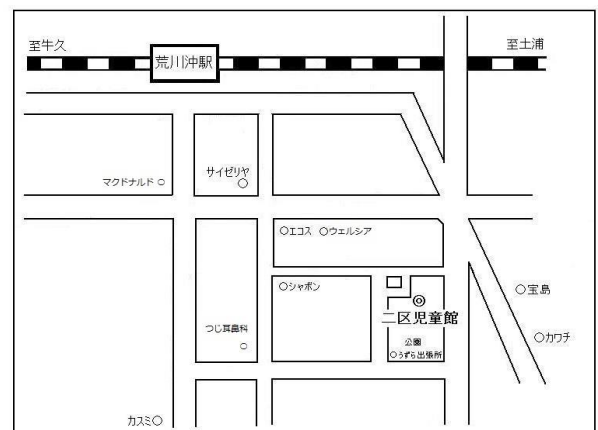 至牛久
荒川沖駅
至土浦
マクドナルド
サイゼリヤ
エコス
ウェルシア
シャボン
宝島
二区児童館
つじ耳鼻科
公園
うずら出張所
カワチ
カスミ